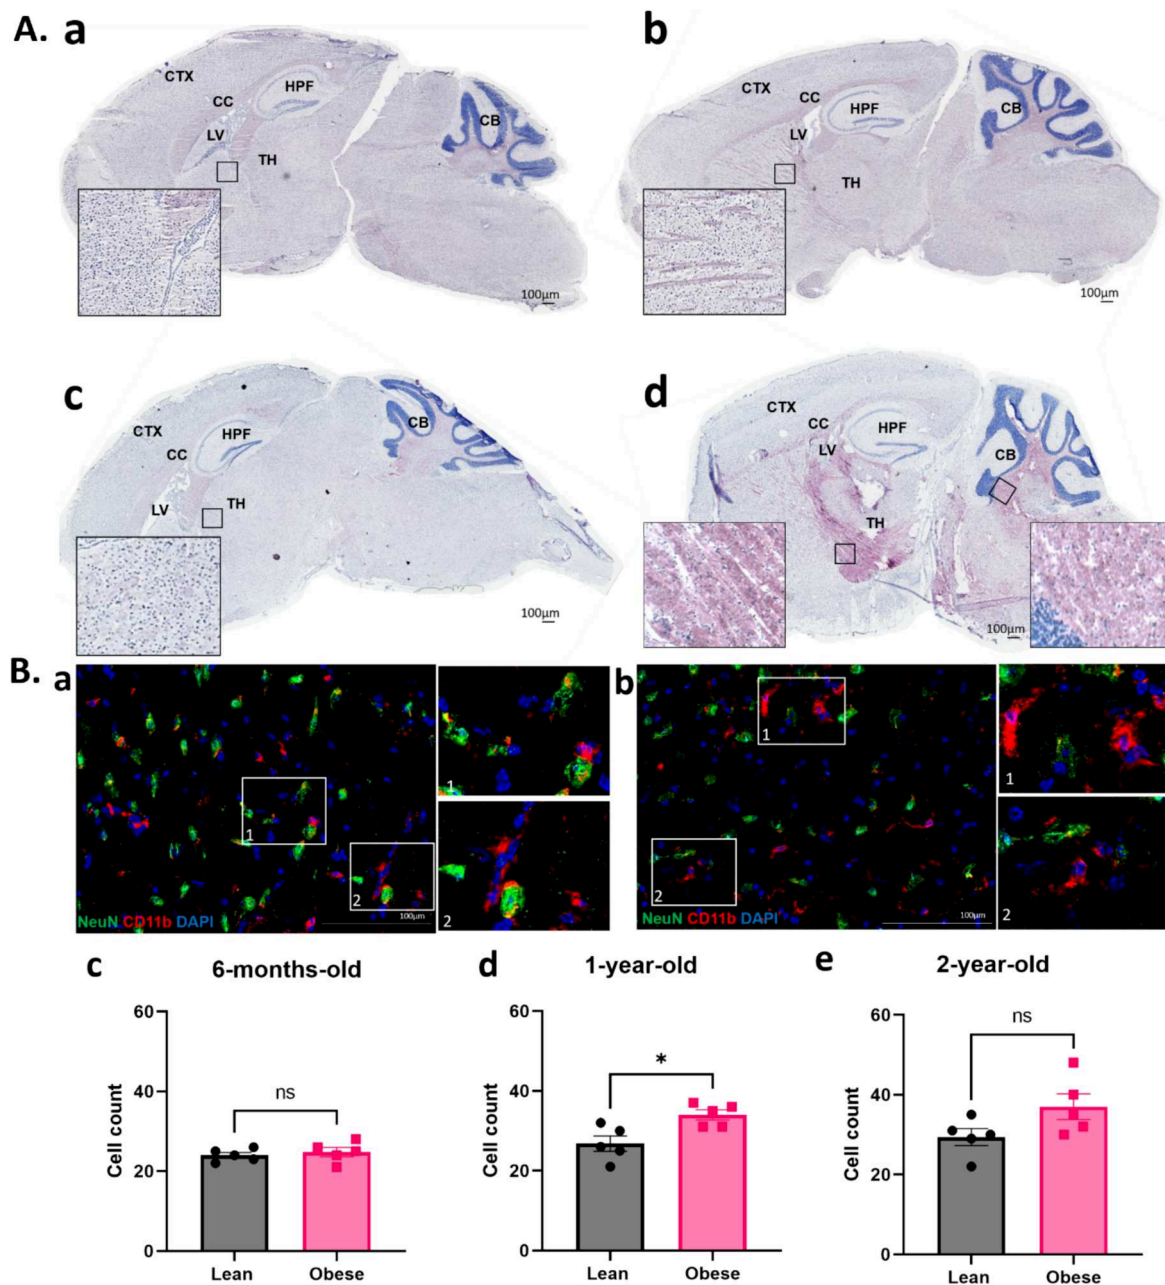 A. a
CTX
CC
HPF
LV
TH
CB
100µm
b
CTX
CC
HPF
LV
TH
CB
100µm
c
CTX
CC
HPF
LV
TH
CB
100µm
d
CTX
CC
HPF
LV
TH
CB
100µm
B. a
1
2
NeuN CD11b DAPI
100µm
1
2
b
1
2
NeuN CD11b DAPI
100µm
1
2
c
6-months-old
Cell count
60
40
20
0
ns
Lean Obese
d
1-year-old
Cell count
60
40
20
0
*
Lean Obese
e
2-year-old
Cell count
60
40
20
0
ns
Lean Obese